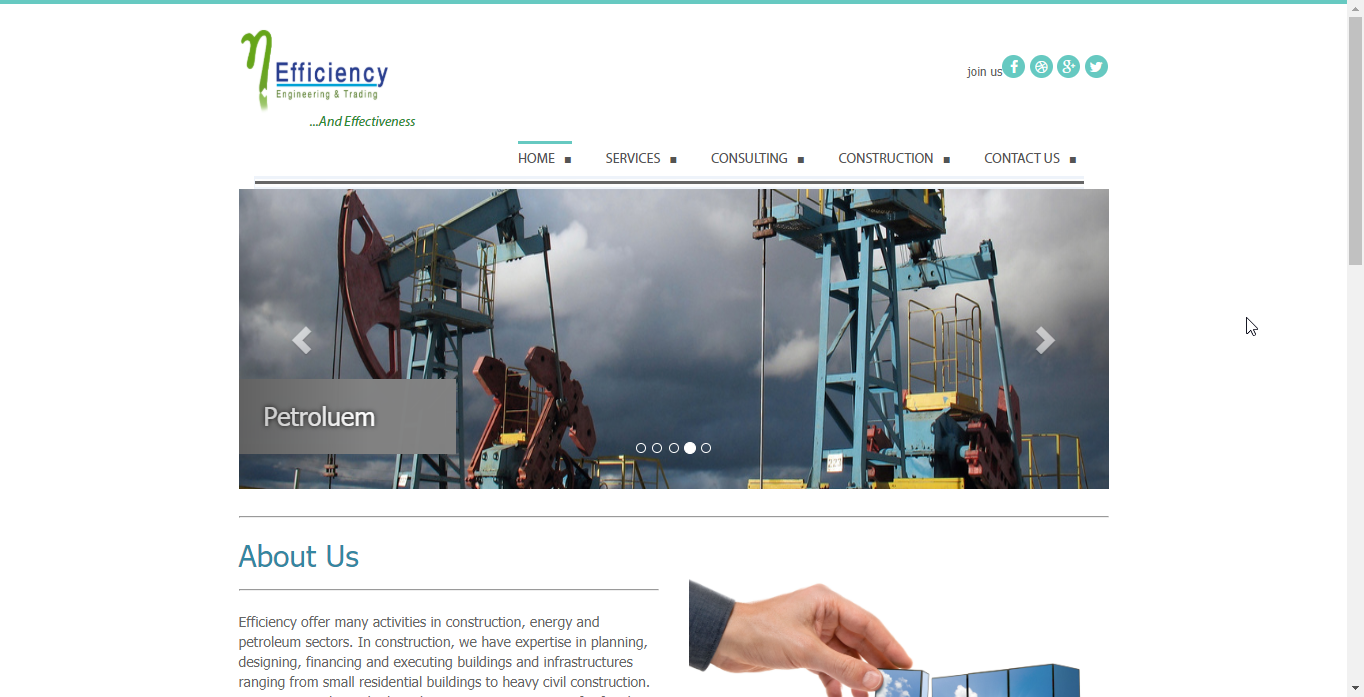 η Efficiency
Engineering & Trading
...And Effectiveness
join us
HOME
SERVICES
CONSULTING
CONSTRUCTION
CONTACT US
Petroluem
About Us
Efficiency offer many activities in construction, energy and
petroleum sectors. In construction, we have expertise in planning,
designing, financing and executing buildings and infrastructures
ranging from small residential buildings to heavy civil construction.